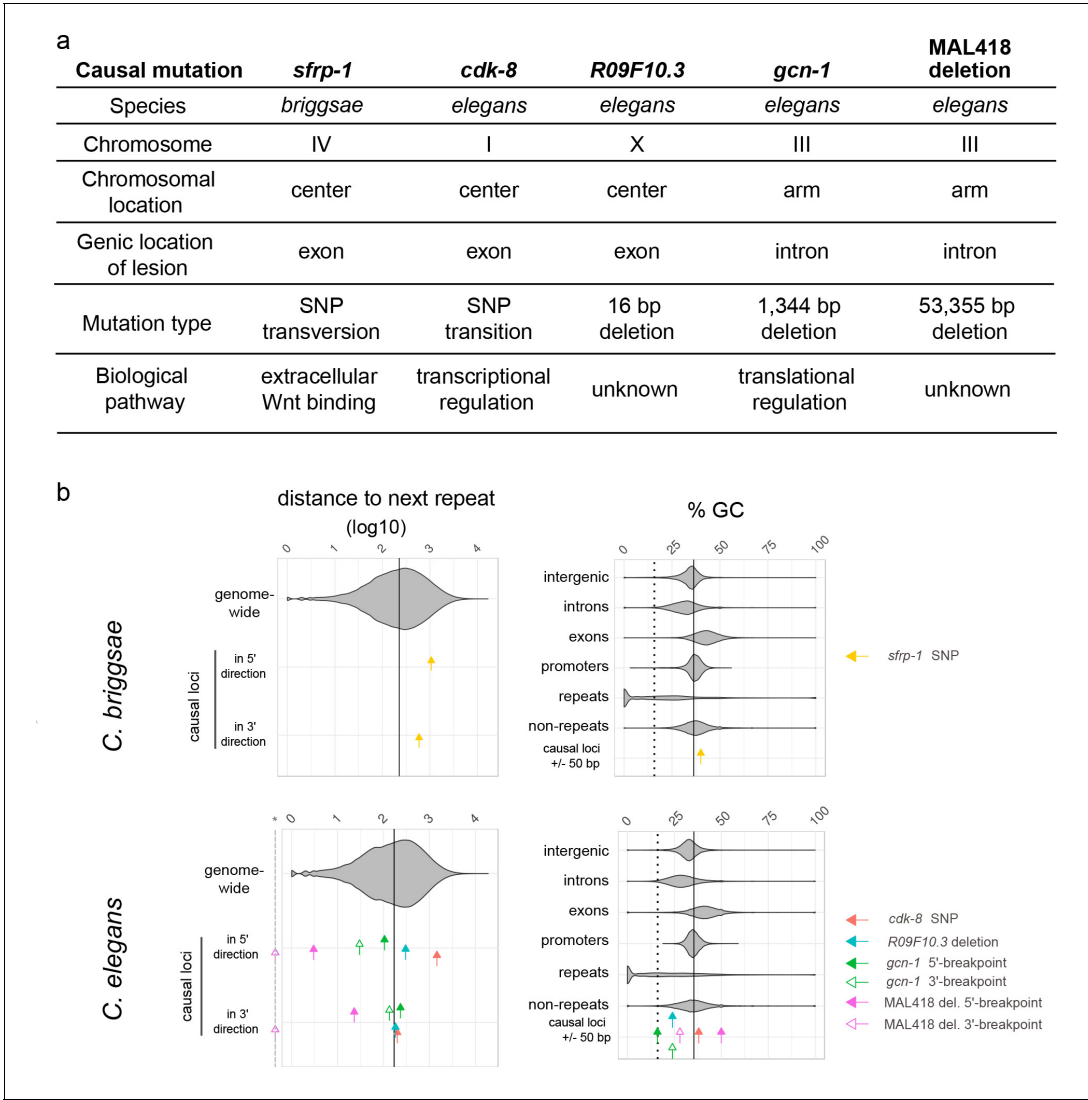 a
Causal mutation sfrp-1 cdk-8 R09F10.3 gcn-1 MAL418 deletion
Species briggsae elegans elegans elegans elegans
Chromosome IV I X III III
Chromosomal location center center center arm arm
Genic location of lesion exon exon exon intron intron
Mutation type SNP transversion SNP transition 16 bp deletion 1,344 bp deletion 53,355 bp deletion
Biological pathway extracellular Wnt binding transcriptional regulation unknown translational regulation unknown
b
distance to next repeat
(log10)
0 1 2 3 4
genome-
wide
in 5'
direction
in 3'
direction
causal loci
C. briggsae
% GC
0 25 50 75 100
intergenic
introns
exons
promoters
repeats
non-repeats
causal loci
+/- 50 bp
sfrp-1 SNP
* 0 1 2 3 4
genome-
wide
in 5'
direction
in 3'
direction
causal loci
C. elegans
0 25 50 75 100
intergenic
introns
exons
promoters
repeats
non-repeats
causal loci
+/- 50 bp
cdk-8 SNP
R09F10.3 deletion
gcn-1 5'-breakpoint
gcn-1 3'-breakpoint
MAL418 del. 5'-breakpoint
MAL418 del. 3'-breakpoint